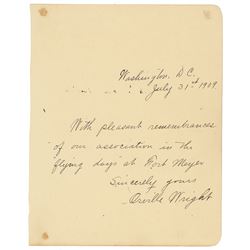 Washington, D.C.
July 31st 1909.
With pleasant remembrances
of our association in the
flying days at Fort Myer
Sincerely yours
Orville Wright